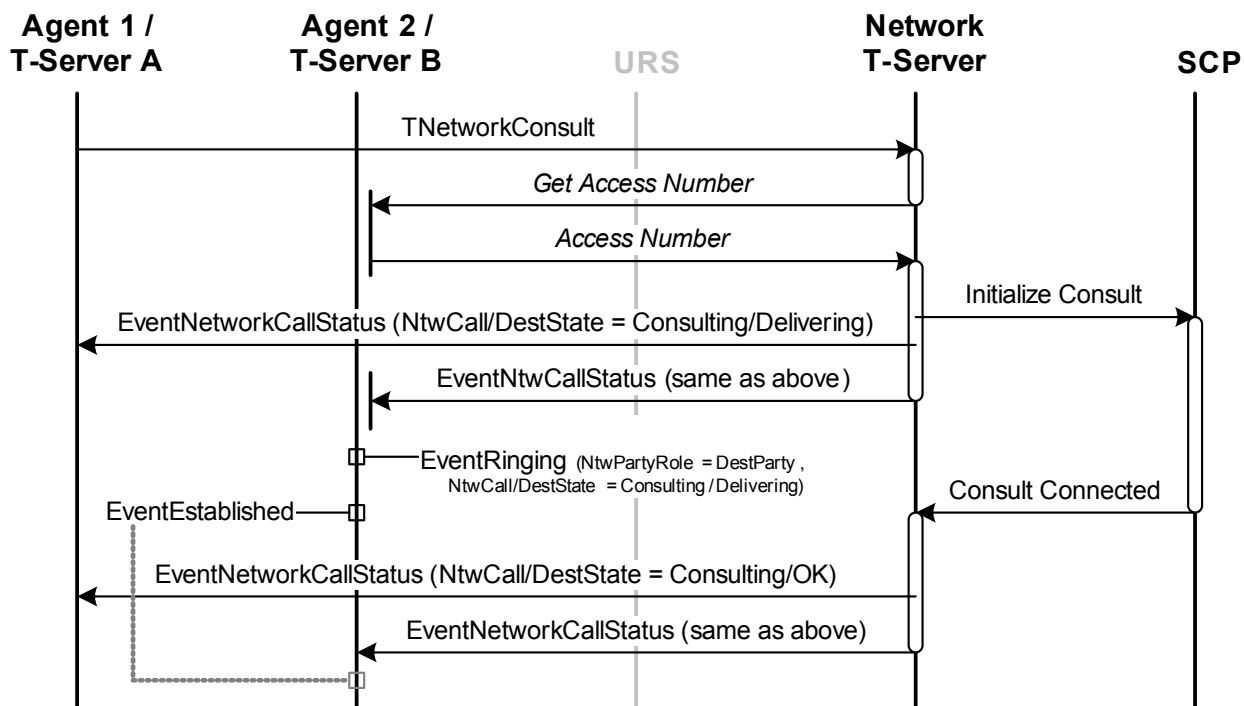 Agent 1 /
T-Server A
Agent 2 /
T-Server B
URS
Network
T-Server
SCP
TNetworkConsult
Get Access Number
Access Number
Initialize Consult
EventNetworkCallStatus (NtwCall/DestState = Consulting/Delivering)
EventNtwCallStatus (same as above)
EventRinging (NtwPartyRole = DestParty ,
NtwCall/DestState = Consulting / Delivering)
Consult Connected
EventEstablished
EventNetworkCallStatus (NtwCall/DestState = Consulting/OK)
EventNetworkCallStatus (same as above)